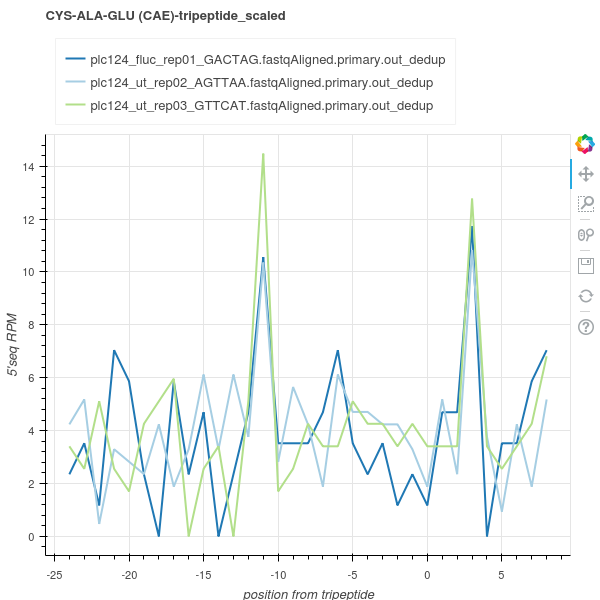 CYS-ALA-GLU (CAE)-tripeptide_scaled
plc124_fluc_rep01_GACTAG.fastqAligned.primary.out_dedup
plc124_ut_rep02_AGTTAA.fastqAligned.primary.out_dedup
plc124_ut_rep03_GTTCAT.fastqAligned.primary.out_dedup
14
12
10
8
6
4
2
0
5'seq RPM
-25 -20 -15 -10 -5 0 5
position from tripeptide